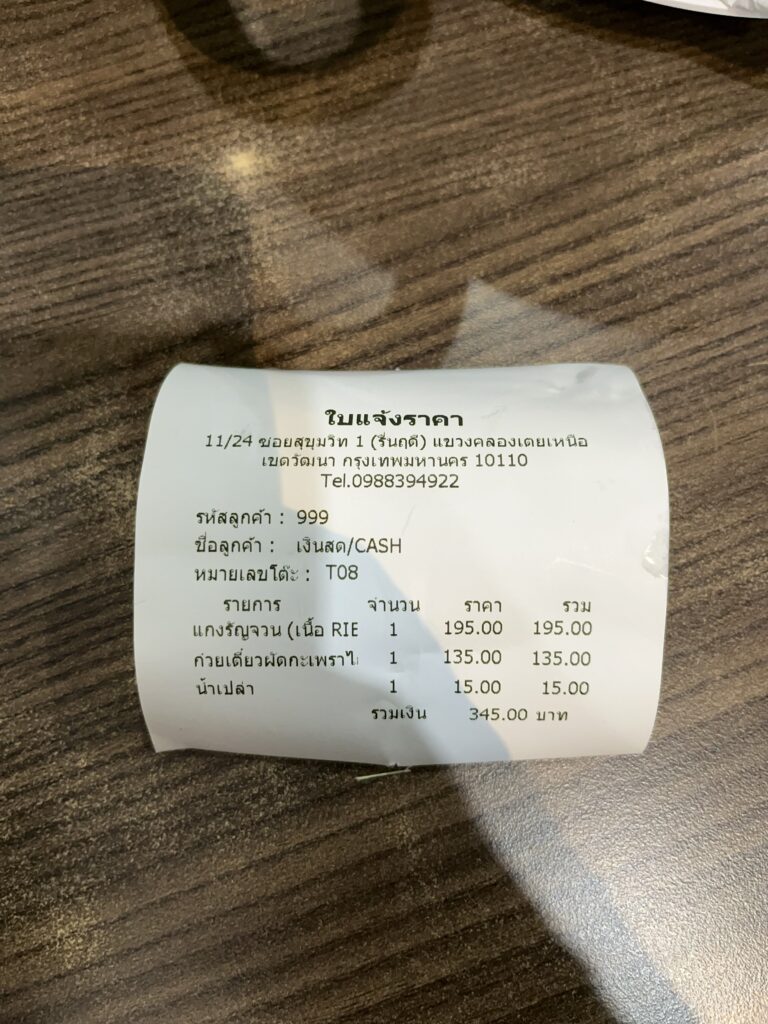 ใบแจ้งราคา
11/24 ซอยสุขุมวิท 1 (รื่นฤดี) แขวงคลองเตยเหนือ
เขตวัฒนา กรุงเทพมหานคร 10110
Tel.0988394922
รหัสลูกค้า : 999
ชื่อลูกค้า : เงินสด/CASH
หมายเลขโต๊ะ : T08
รายการ จำนวน ราคา รวม
แกงรัญจวน (เนื้อ RIE 1 195.00 195.00
ก๋วยเตี๋ยวผัดกะเพราไ 1 135.00 135.00
น้ำเปล่า 1 15.00 15.00
รวมเงิน 345.00 บาท